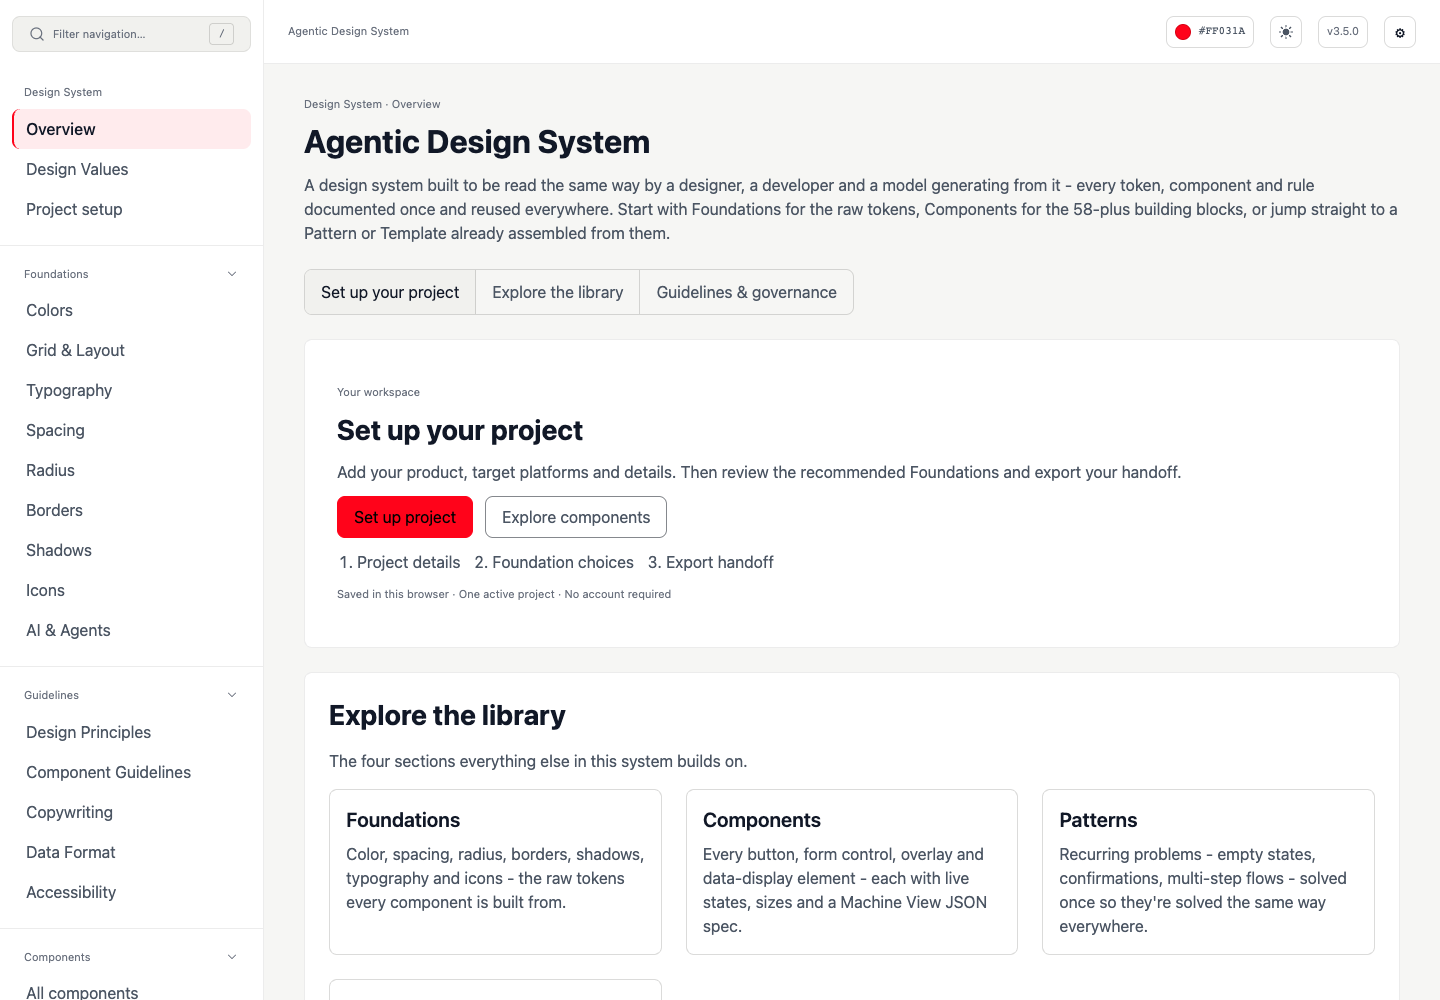 Filter navigation...
/
Design System
Overview
Design Values
Project setup
Foundations
Colors
Grid & Layout
Typography
Spacing
Radius
Borders
Shadows
Icons
AI & Agents
Guidelines
Design Principles
Component Guidelines
Copywriting
Data Format
Accessibility
Components
All components
Agentic Design System
#FF031A
v3.5.0
Design System · Overview
Agentic Design System
A design system built to be read the same way by a designer, a developer and a model generating from it - every token, component and rule
documented once and reused everywhere. Start with Foundations for the raw tokens, Components for the 58-plus building blocks, or jump straight to a
Pattern or Template already assembled from them.
Set up your project
Explore the library
Guidelines & governance
Your workspace
Set up your project
Add your product, target platforms and details. Then review the recommended Foundations and export your handoff.
Set up project
Explore components
1. Project details 2. Foundation choices 3. Export handoff
Saved in this browser · One active project · No account required
Explore the library
The four sections everything else in this system builds on.
Foundations
Color, spacing, radius, borders, shadows,
typography and icons - the raw tokens
every component is built from.
Components
Every button, form control, overlay and
data-display element - each with live
states, sizes and a Machine View JSON
spec.
Patterns
Recurring problems - empty states,
confirmations, multi-step flows - solved
once so they're solved the same way
everywhere.